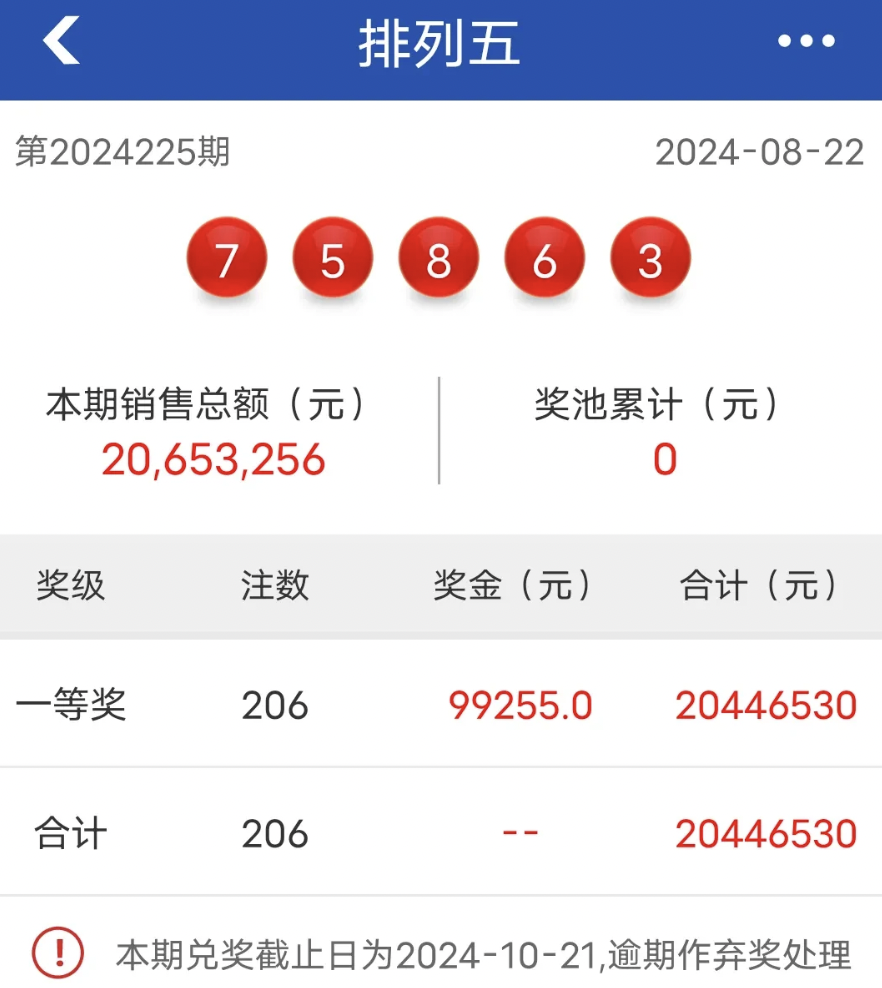 排列五
第2024225期 2024-08-22
7 5 8 6 3
本期销售总额（元） 奖池累计（元）
20,653,256 0
奖级 注数 奖金（元） 合计（元）
一等奖 206 99255.0 20446530
合计 206 -- 20446530
本期兑奖截止日为2024-10-21,逾期作弃奖处理